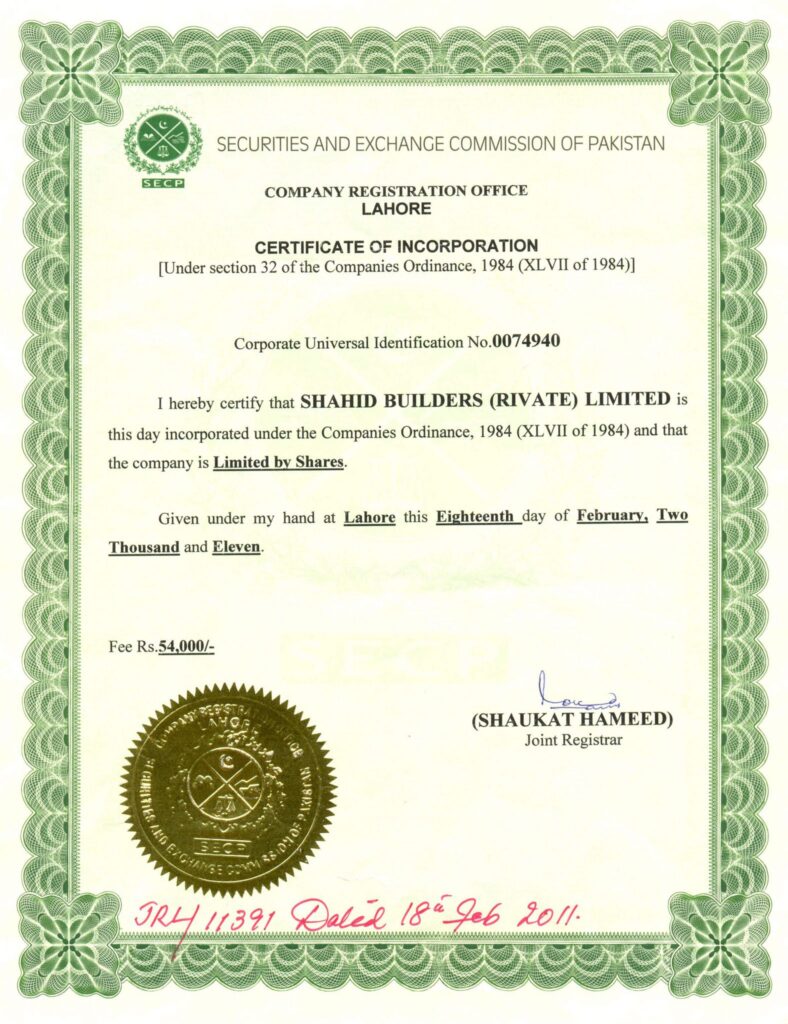 SECP
SECURITIES AND EXCHANGE COMMISSION OF PAKISTAN
COMPANY REGISTRATION OFFICE
LAHORE
CERTIFICATE OF INCORPORATION
[Under section 32 of the Companies Ordinance, 1984 (XLVII of 1984)]
Corporate Universal Identification No.0074940
I hereby certify that SHAHID BUILDERS (RIVATE) LIMITED is
this day incorporated under the Companies Ordinance, 1984 (XLVII of 1984) and that
the company is Limited by Shares.
Given under my hand at Lahore this Eighteenth day of February, Two
Thousand and Eleven.
Fee Rs.54,000/-
SECP
(SHAUKAT HAMEED)
Joint Registrar
COMPANY REGISTRATION OFFICE
LAHORE
SECP
SECURITIES AND EXCHANGE COMMISSION OF PAKISTAN
11391 Dated 18th Feb 2011.